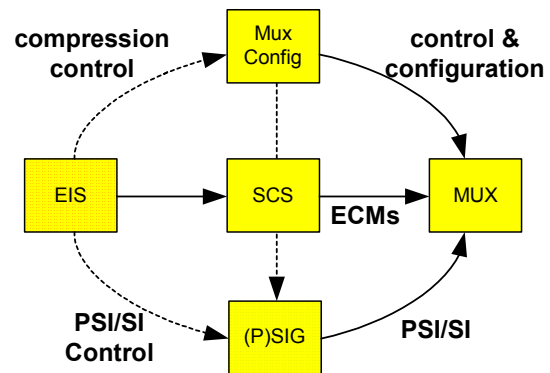 compression
control
Mux
Config
control &
configuration
EIS
SCS
ECMs
MUX
PSI/SI
Control
(P)SIG
PSI/SI